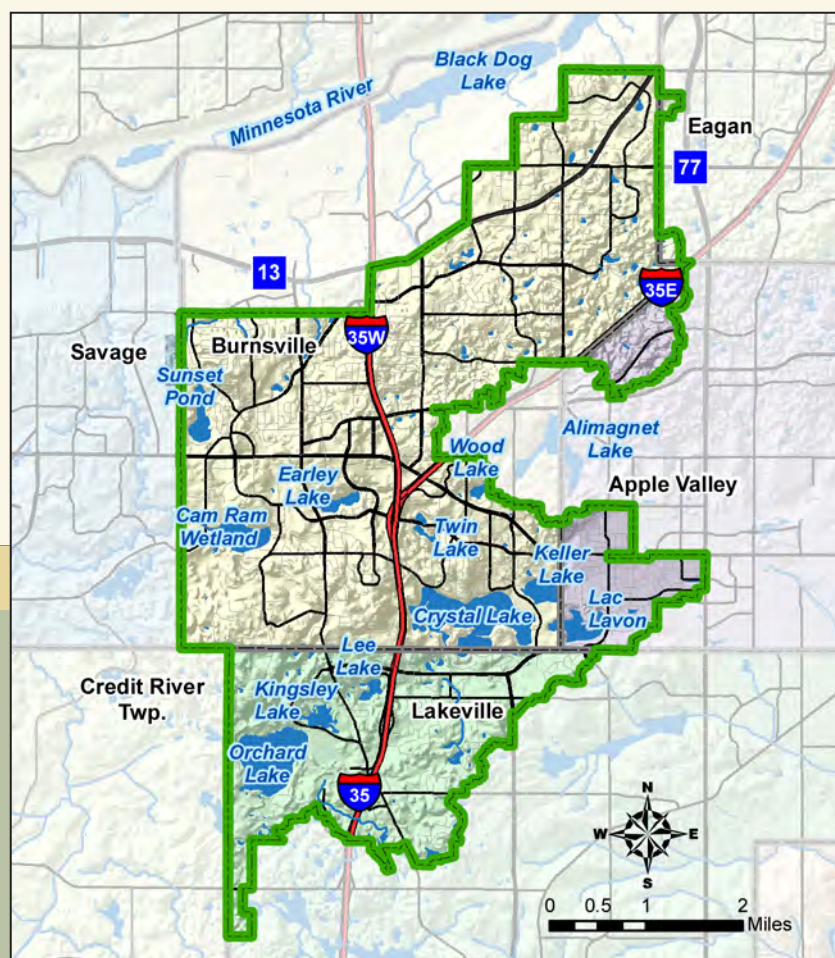 Black Dog
Lake
Minnesota River
Eagan
77
13
35E
35W
Savage
Burnsville
Sunset
Pond
Alimagnet
Lake
Wood
Lake
Earley
Lake
Apple Valley
Cam Ram
Wetland
Twin
Lake
Keller
Lake
Crystal Lake
Lac
Lavon
Lee
Lake
Credit River
Twp.
Kingsley
Lake
Lakeville
Orchard
Lake
35
N
W E
S
0 0.5 1 2
Miles